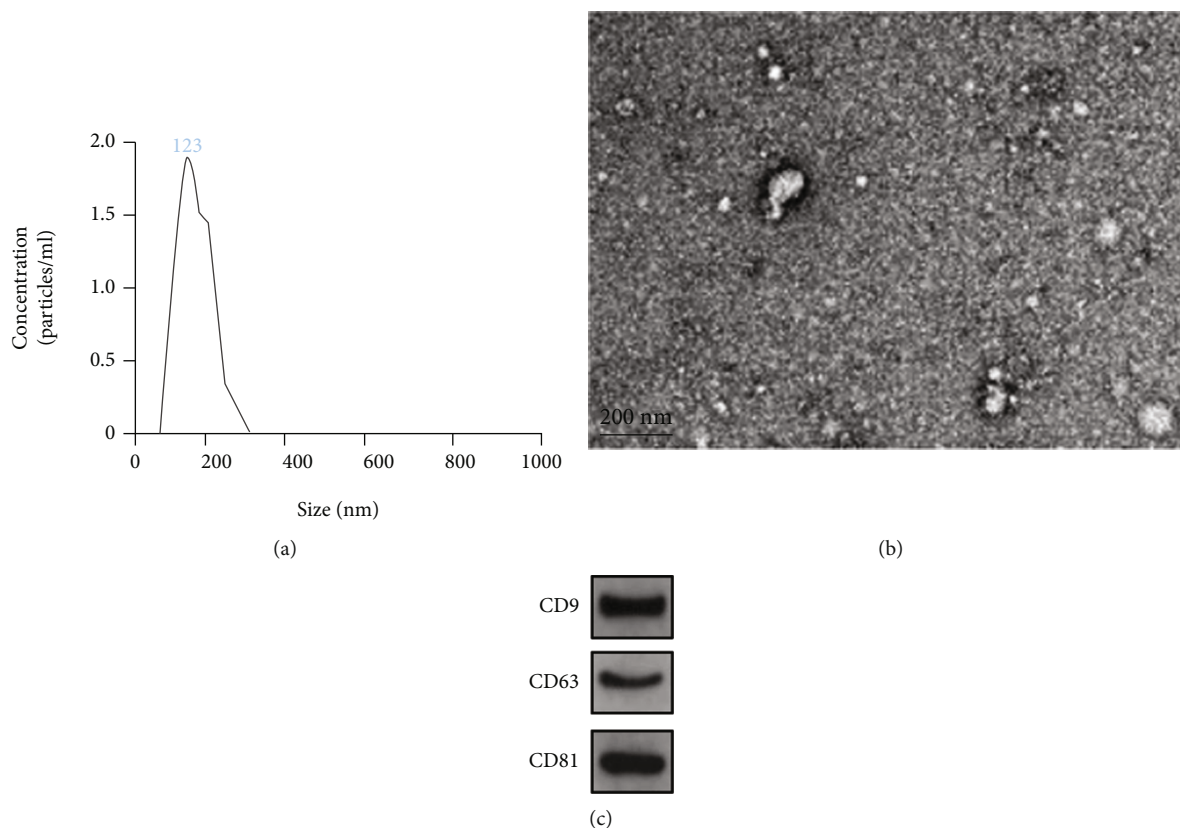 2.0
1.5
1.0
0.5
0
Concentration
(particles/ml)
123
0 200 400 600 800 1000
Size (nm)
(a)
200 nm
(b)
CD9
CD63
CD81
(c)